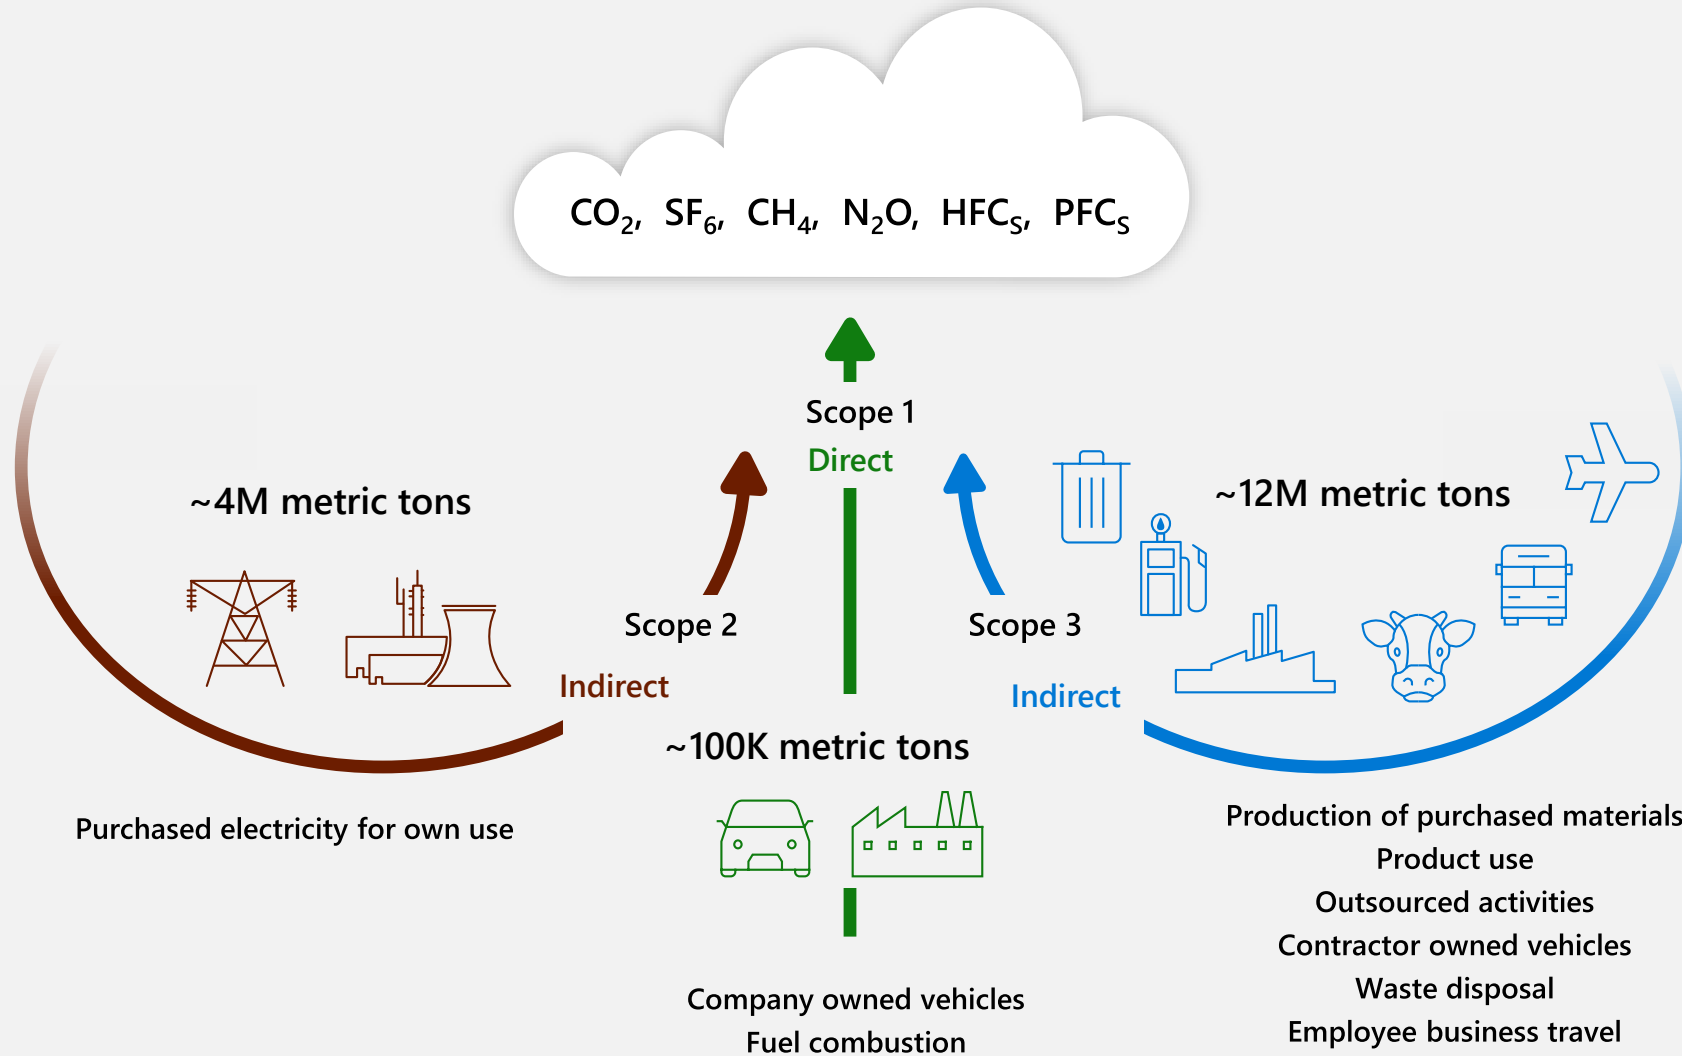 CO₂, SF₆, CH₄, N₂O, HFCₛ, PFCₛ
Scope 1
Direct
~4M metric tons
Scope 2
Indirect
~12M metric tons
Scope 3
Indirect
~100K metric tons
Purchased electricity for own use
Company owned vehicles
Fuel combustion
Production of purchased materials
Product use
Outsourced activities
Contractor owned vehicles
Waste disposal
Employee business travel